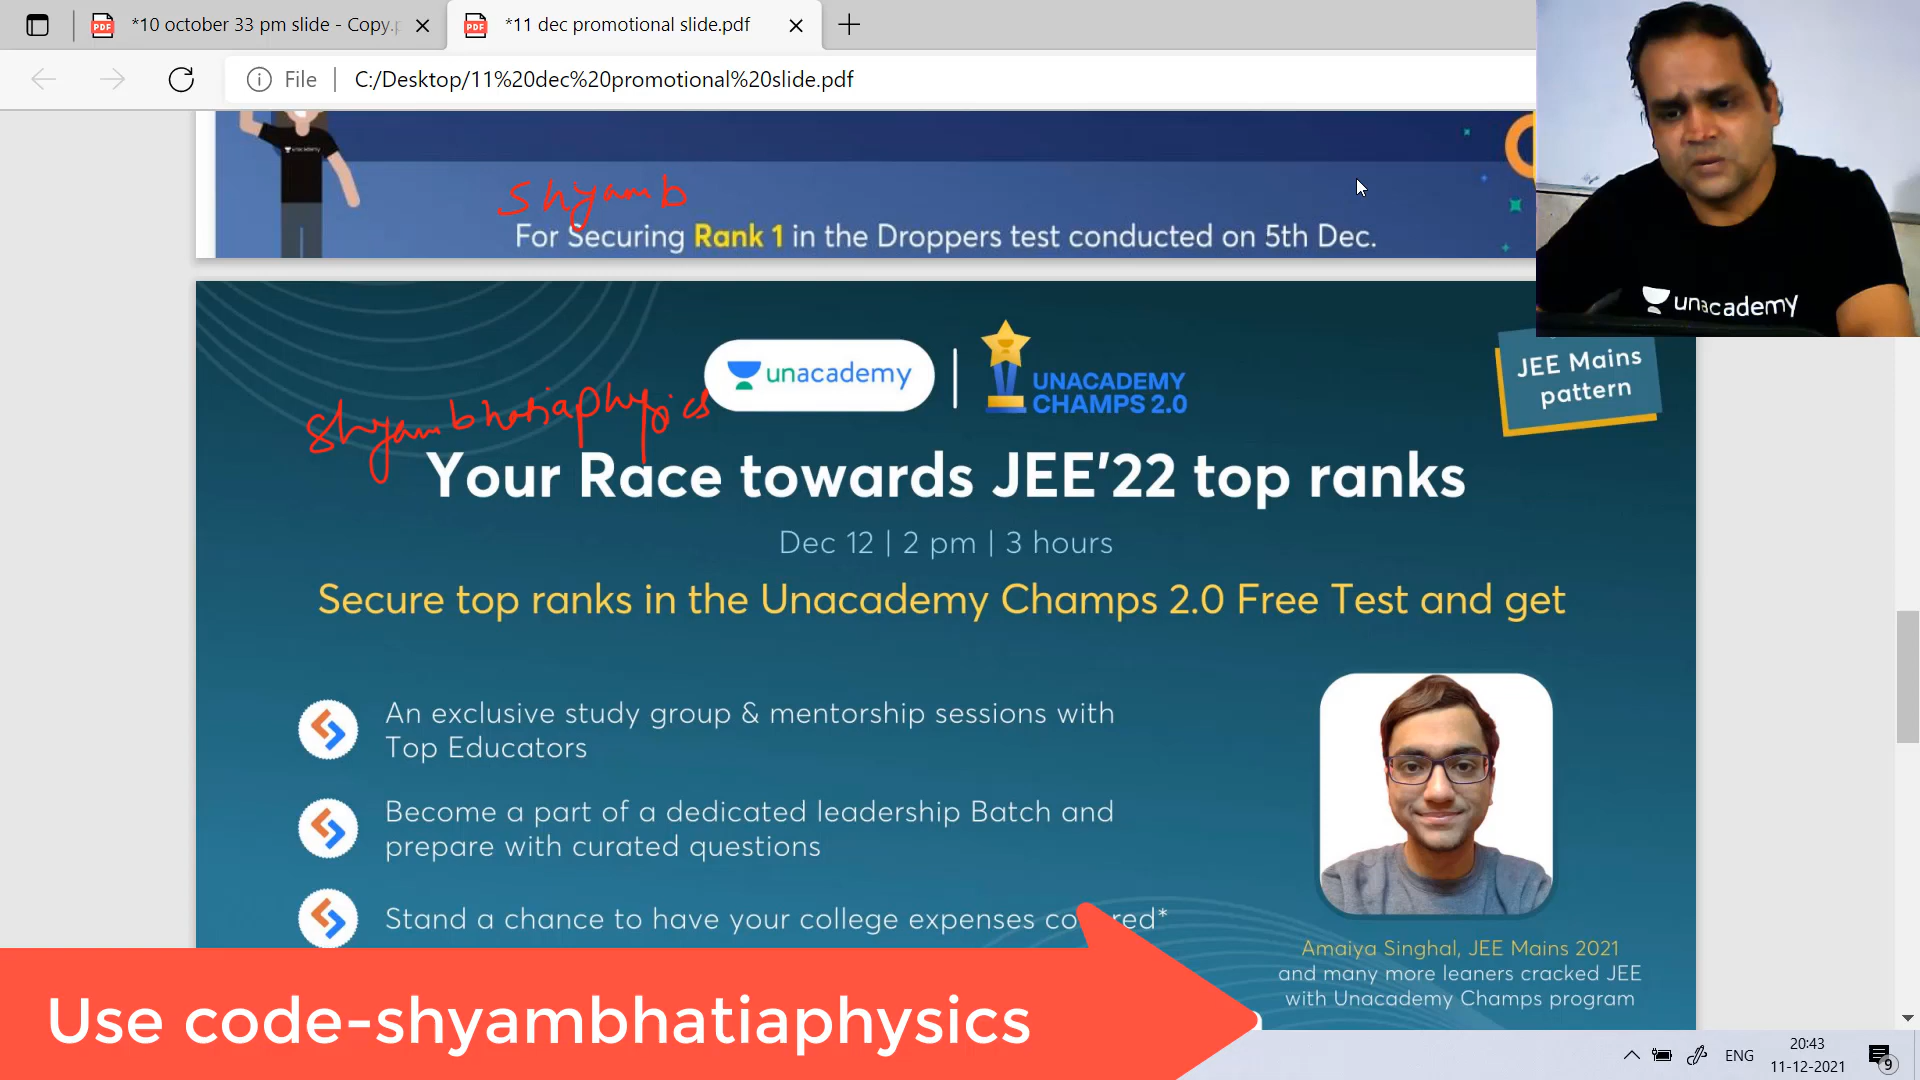 *10 october 33 pm slide - Copy.p
*11 dec promotional slide.pdf
File
C:/Desktop/11%20dec%20promotional%20slide.pdf
unacademy
shyamb
For Securing Rank 1 in the Droppers test conducted on 5th Dec.
unacademy
JEE Mains
pattern
unacademy
UNACADEMY
CHAMPS 2.0
shyambhatiaphysics
Your Race towards JEE'22 top ranks
Dec 12 | 2 pm | 3 hours
Secure top ranks in the Unacademy Champs 2.0 Free Test and get
An exclusive study group & mentorship sessions with
Top Educators
Become a part of a dedicated leadership Batch and
prepare with curated questions
Stand a chance to have your college expenses co red*
Amaiya Singhal, JEE Mains 2021
and many more leaners cracked JEE
with Unacademy Champs program
Use code-shyambhatiaphysics
ENG
20:43
11-12-2021
9